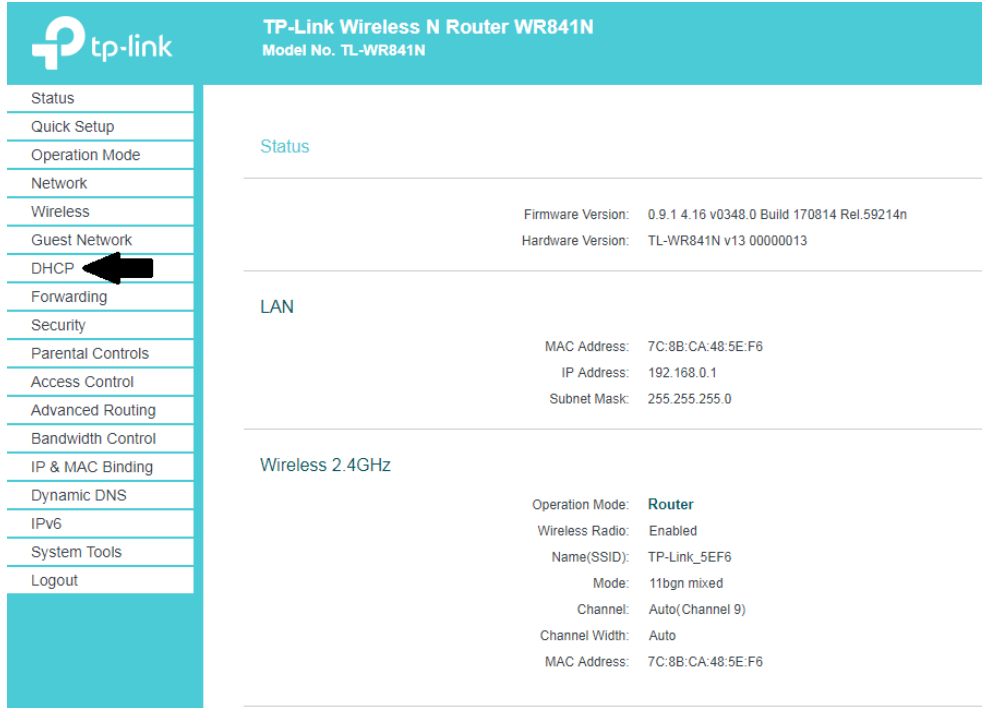 tp-link
TP-Link Wireless N Router WR841N
Model No. TL-WR841N
Status
Quick Setup
Operation Mode
Network
Wireless
Guest Network
DHCP
Forwarding
Security
Parental Controls
Access Control
Advanced Routing
Bandwidth Control
IP & MAC Binding
Dynamic DNS
IPv6
System Tools
Logout
Status
Firmware Version: 0.9.1 4.16 v0348.0 Build 170814 Rel.59214n
Hardware Version: TL-WR841N v13 00000013
LAN
MAC Address: 7C:8B:CA:48:5E:F6
IP Address: 192.168.0.1
Subnet Mask: 255.255.255.0
Wireless 2.4GHz
Operation Mode: Router
Wireless Radio: Enabled
Name(SSID): TP-Link_5EF6
Mode: 11bgn mixed
Channel: Auto(Channel 9)
Channel Width: Auto
MAC Address: 7C:8B:CA:48:5E:F6